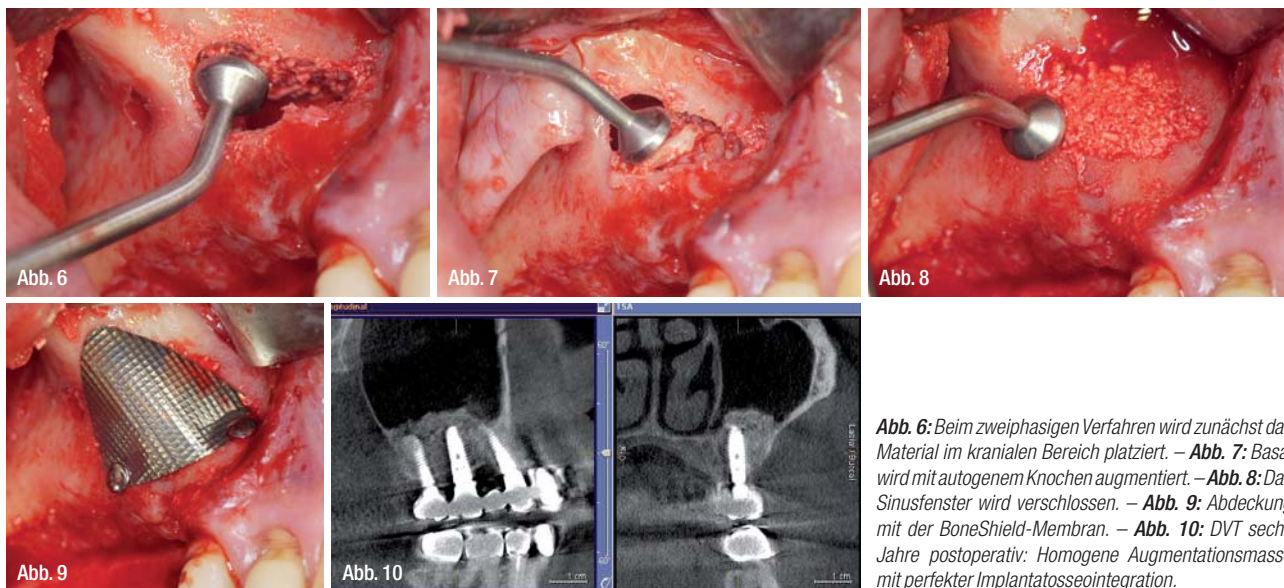 Abb. 6
Abb. 7
Abb. 8
Abb. 9
ongitudinal
TSA
60°
1 cm
1 cm
Abb. 10
Abb. 6: Beim zweiphasigen Verfahren wird zunächst da
Material im kranialen Bereich platziert. – Abb. 7: Basa
wird mit autogenem Knochen augmentiert. – Abb. 8: Da
Sinusfenster wird verschlossen. – Abb. 9: Abdeckung
mit der BoneShield-Membran. – Abb. 10: DVT sech
Jahre postoperativ: Homogene Augmentationsmass
mit perfekter Implantatosseointegration.